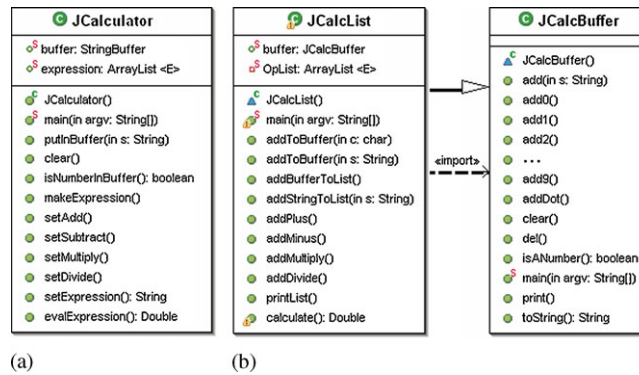 JCalculator
buffer: StringBuffer
expression: ArrayList <E>
JCalculator()
main(in argv: String[])
putInBuffer(in s: String)
clear()
isNumberInBuffer(): boolean
makeExpression()
setAdd()
setSubtract()
setMultiply()
setDivide()
setExpression(): String
evalExpression(): Double
(a)
JCalcList
buffer: JCalcBuffer
OpList: ArrayList <E>
JCalcList()
main(in argv: String[])
addToBuffer(in c: char)
addToBuffer(in s: String)
addBufferToList()
addStringToList(in s: String)
addPlus()
addMinus()
addMultiply()
addDivide()
printList()
calculate(): Double
(b)
«import»
JCalcBuffer
JCalcBuffer()
add(in s: String)
add0()
add1()
add2()
...
add9()
addDot()
clear()
del()
isANumber(): boolean
main(in argv: String[])
print()
toString(): String